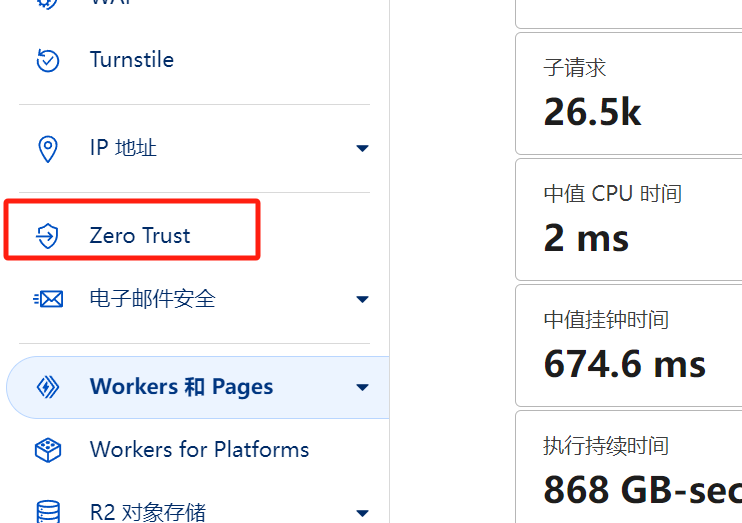 WAF
Turnstile
IP 地址
Zero Trust
电子邮件安全
Workers 和 Pages
Workers for Platforms
R2 对象存储
子请求
26.5k
中值 CPU 时间
2 ms
中值挂钟时间
674.6 ms
执行持续时间
868 GB-sec